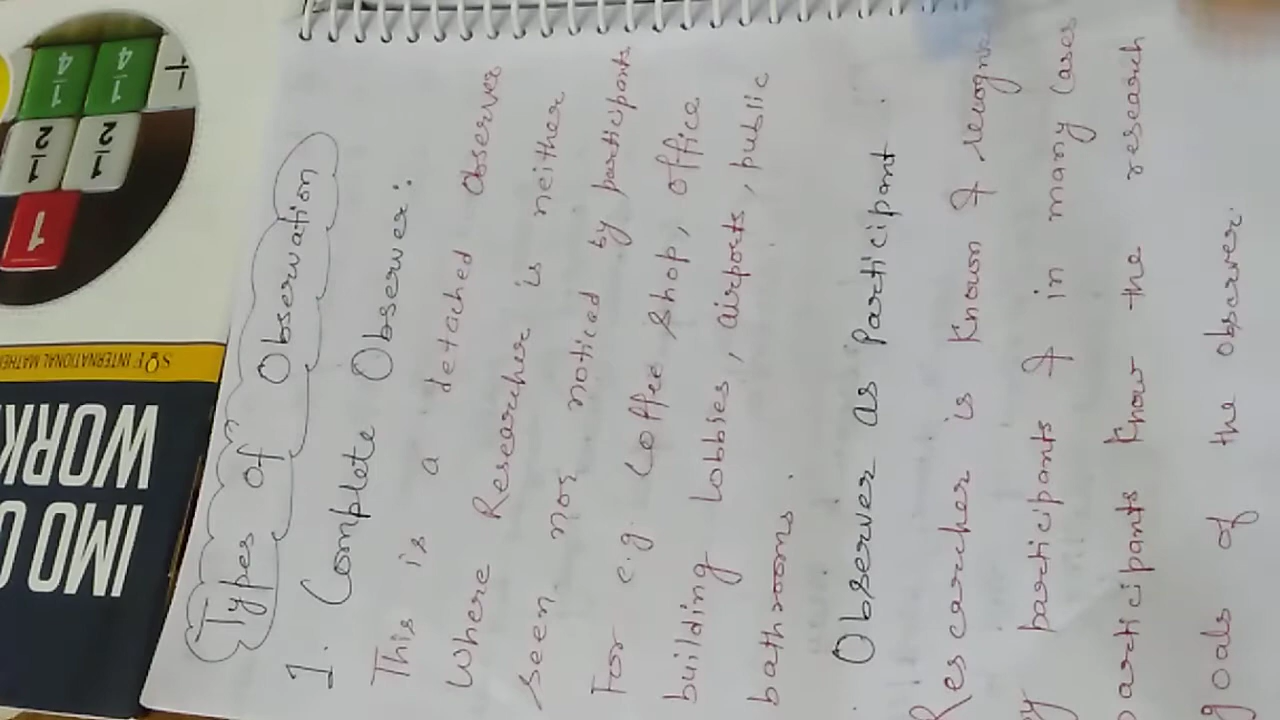 Types of Observation
1. Complete Observer:
This is a detached Observer
Where Researcher is neither
seen nor noticed by participants
For e.g. Coffee shop, office
building lobbies, airports, public
bathrooms.
Observer as Participant.
Researcher is Known &
participants & in many Cases
participants Know the research
goals of the observer.
SOF INTERNATIONAL
IMO
WORK
1
1/2
1/2
1/4
1/4